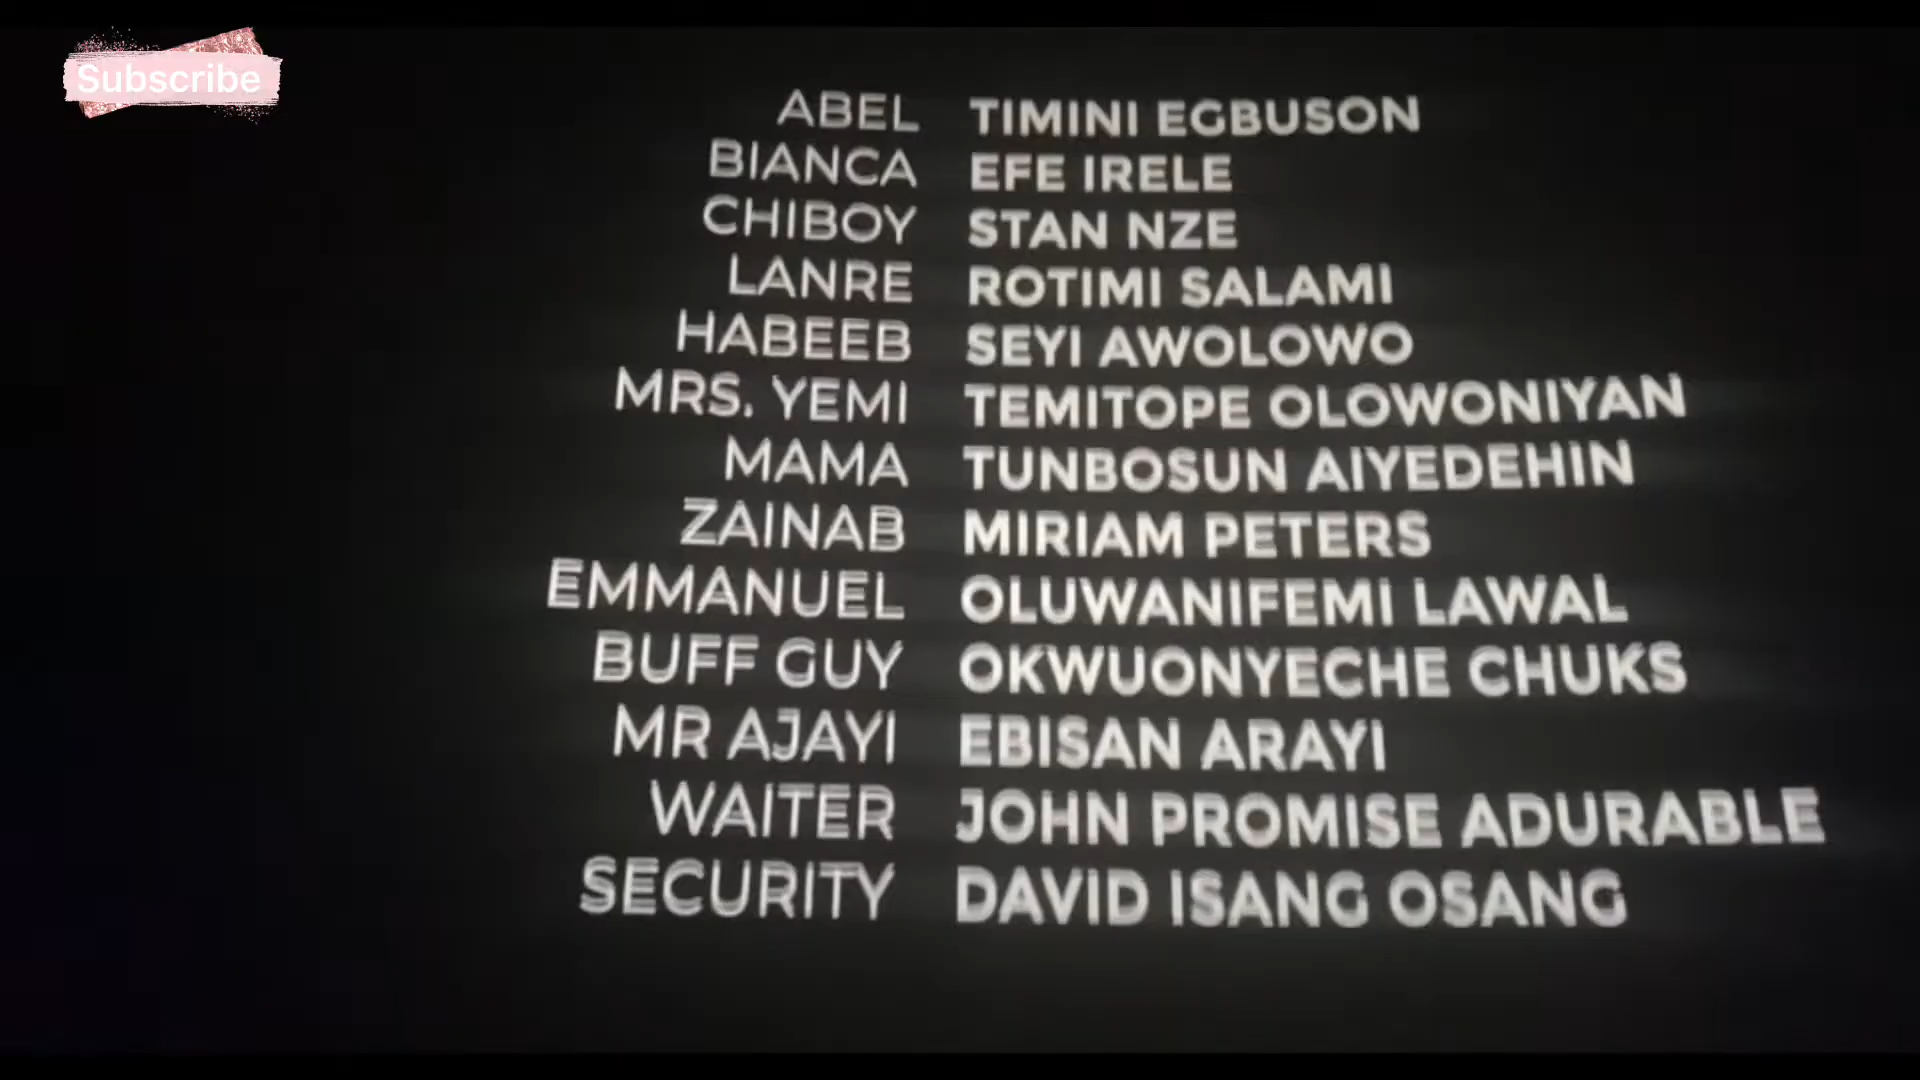 Subscribe
ABEL TIMINI EGBUSON
BIANCA EFE IRELE
CHIBOY STAN NZE
LANRE ROTIMI SALAMI
HABEEB SEYI AWOLOWO
MRS. YEMI TEMITOPE OLOWONIYAN
MAMA TUNBOSUN AIYEDEHIN
ZAINAB MIRIAM PETERS
EMMANUEL OLUWANIFEMI LAWAL
BUFF GUY OKWUONYECHE CHUKS
MR AJAYI EBISAN ARAYI
WAITER JOHN PROMISE ADURABLE
SECURITY DAVID ISANG OSANG